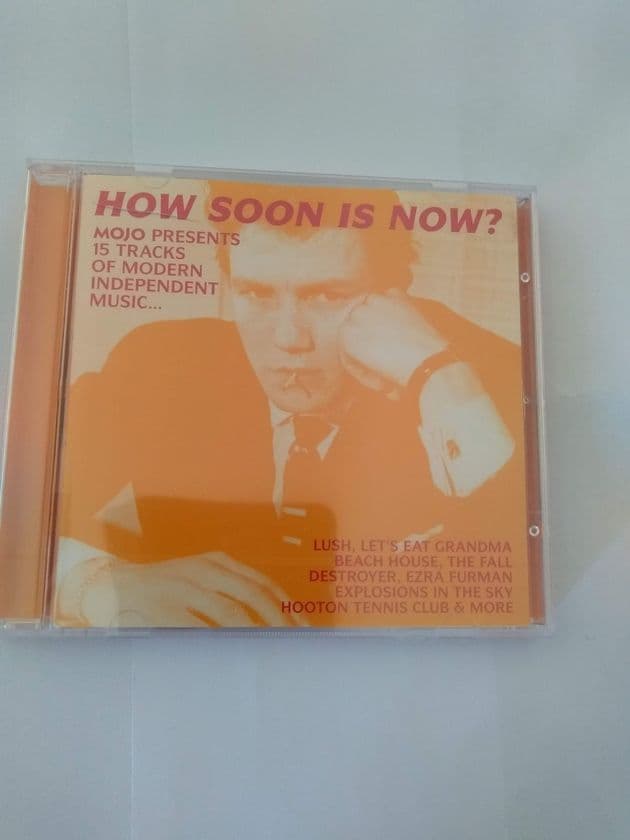 HOW SOON IS NOW?
MOJO PRESENTS
15 TRACKS
OF MODERN
INDEPENDENT
MUSIC...
LUSH, LET'S EAT GRANDMA
BEACH HOUSE, THE FALL
DESTROYER, EZRA FURMAN
EXPLOSIONS IN THE SKY
HOOTON TENNIS CLUB & MORE